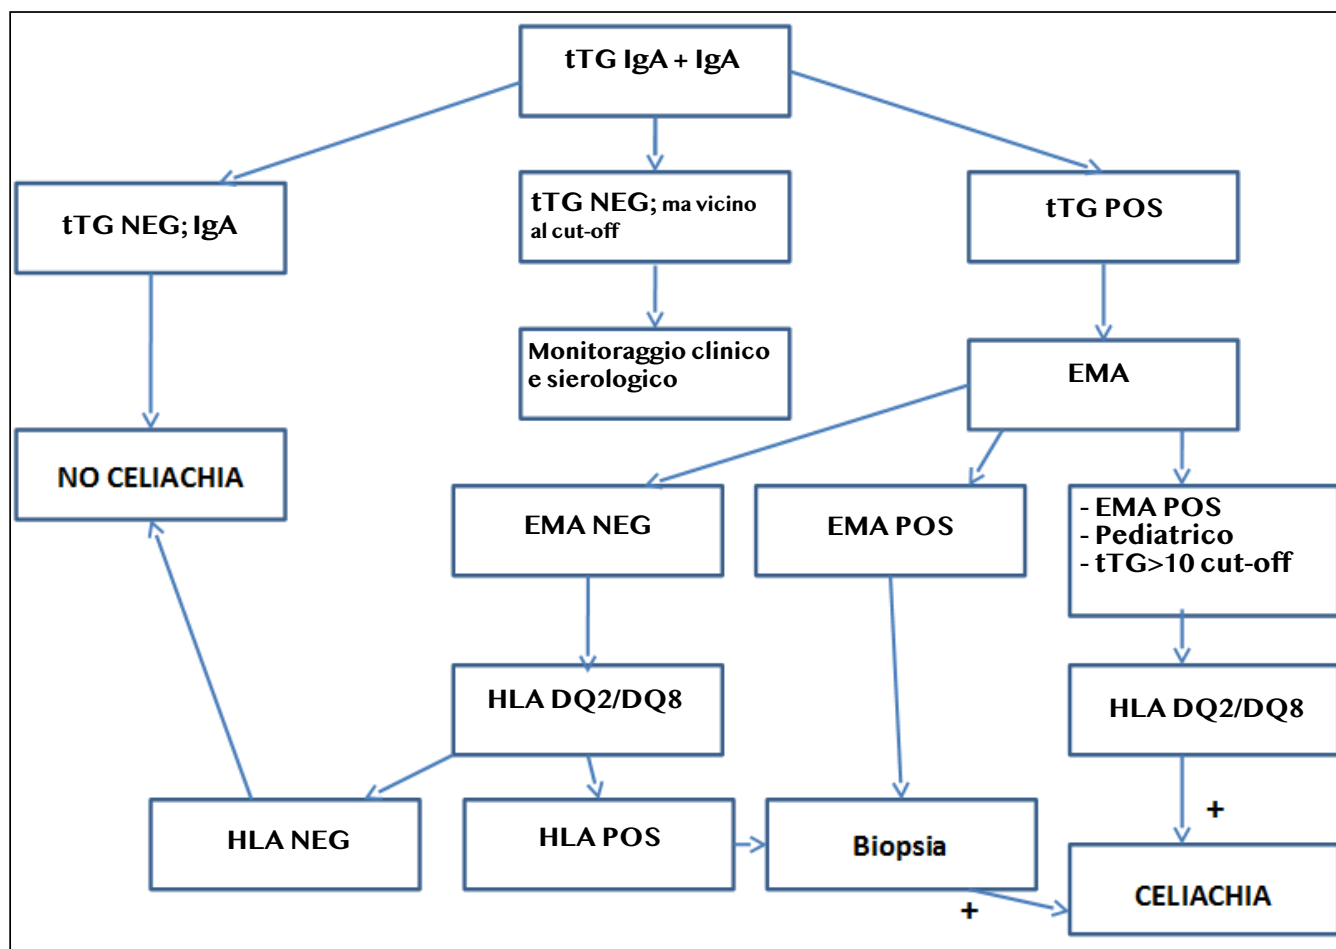 tTG IgA + IgA
tTG NEG; IgA
tTG NEG; ma vicino
al cut-off
tTG POS
Monitoraggio clinico
e sierologico
EMA
NO CELIACHIA
EMA NEG
EMA POS
- EMA POS
- Pediatrico
- tTG>10 cut-off
HLA DQ2/DQ8
HLA DQ2/DQ8
HLA NEG
HLA POS
Biopsia
+
CELIACHIA
+